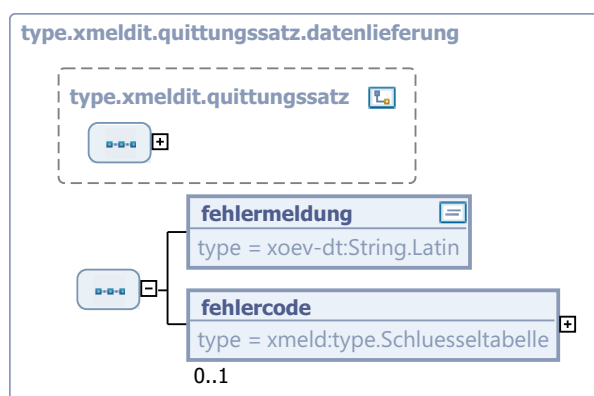 type.xmeldit.quittungssatz.datenlieferung
type.xmeldit.quittungssatz
fehlermeldung
type = xoev-dt:String.Latin
fehlercode
type = xmeld:type.Schluesseltabelle
0..1